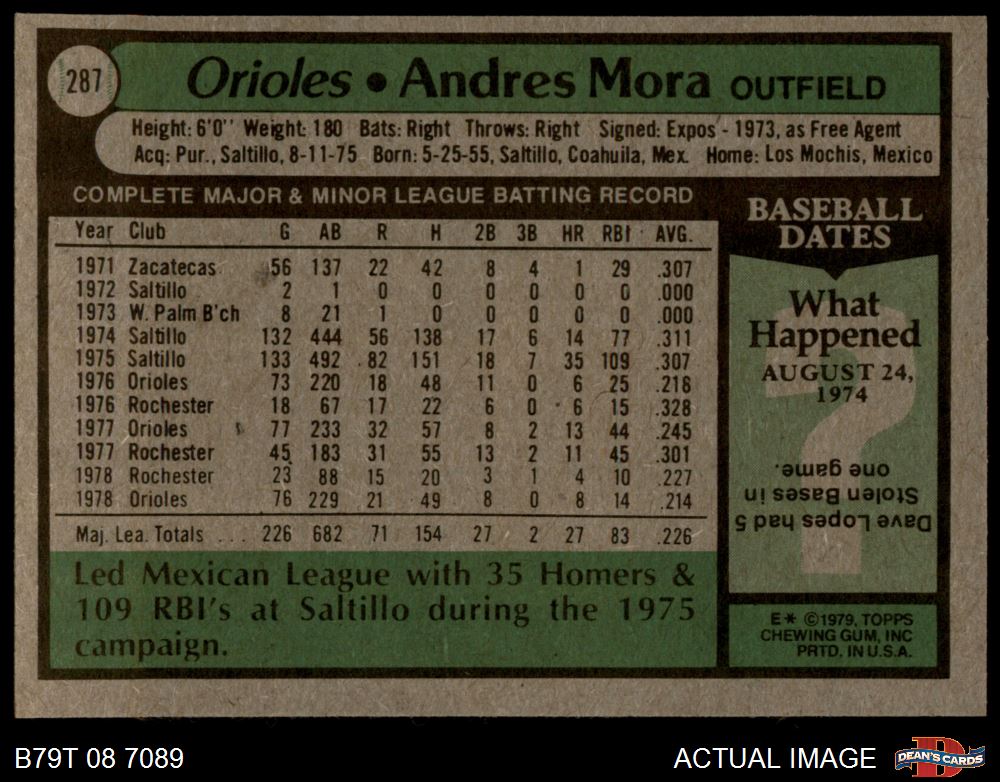 287
Orioles • Andres Mora OUTFIELD
Height: 6'0" Weight: 180 Bats: Right Throws: Right Signed: Expos - 1973, as Free Agent
Acq: Pur., Saltillo, 8-11-75 Born: 5-25-55, Saltillo, Coahuila, Mex. Home: Los Mochis, Mexico
COMPLETE MAJOR & MINOR LEAGUE BATTING RECORD
Year Club G AB R H 2B 3B HR RBI AVG.
1971 Zacatecas 56 137 22 42 8 4 1 29 .307
1972 Saltillo 2 1 0 0 0 0 0 0 .000
1973 W. Palm B'ch 8 21 1 0 0 0 0 0 .000
1974 Saltillo 132 444 56 138 17 6 14 77 .311
1975 Saltillo 133 492 82 151 18 7 35 109 .307
1976 Orioles 73 220 18 48 11 0 6 25 .218
1976 Rochester 18 67 17 22 6 0 6 15 .328
1977 Orioles 77 233 32 57 8 2 13 44 .245
1977 Rochester 45 183 31 55 13 2 11 45 .301
1978 Rochester 23 88 15 20 3 1 4 10 .227
1978 Orioles 76 229 21 49 8 0 8 14 .214
Maj. Lea. Totals ... 226 682 71 154 27 2 27 83 .226
Led Mexican League with 35 Homers &
109 RBI's at Saltillo during the 1975
campaign.
BASEBALL
DATES
What
Happened
AUGUST 24,
1974
?
Dave Lopes had 5
Stolen Bases in
one game.
E* ©1979, TOPPS
CHEWING GUM, INC
PRTD. IN U.S.A.
B79T 08 7089
ACTUAL IMAGE
D
DEAN'S CARDS